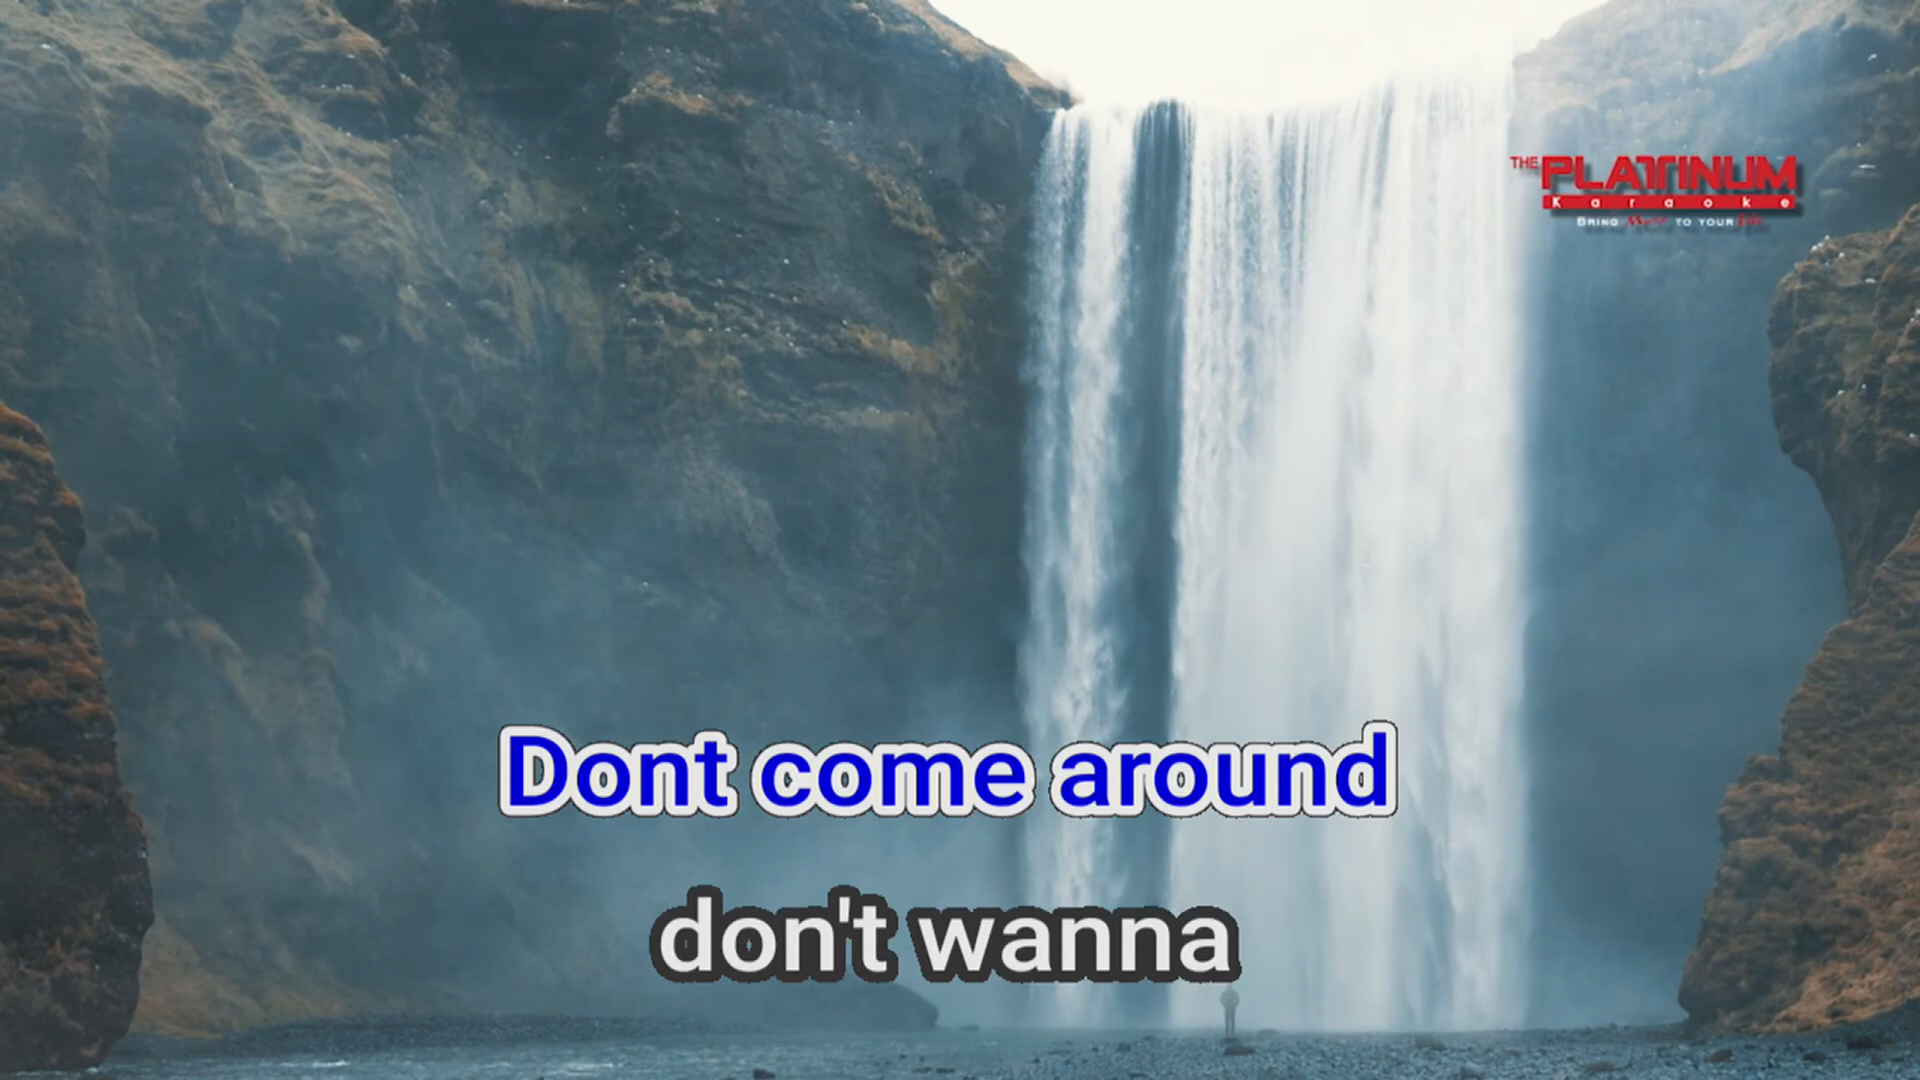 THE PLATINUM
Karaoke
BRING TO YOUR
Dont come around
don't wanna